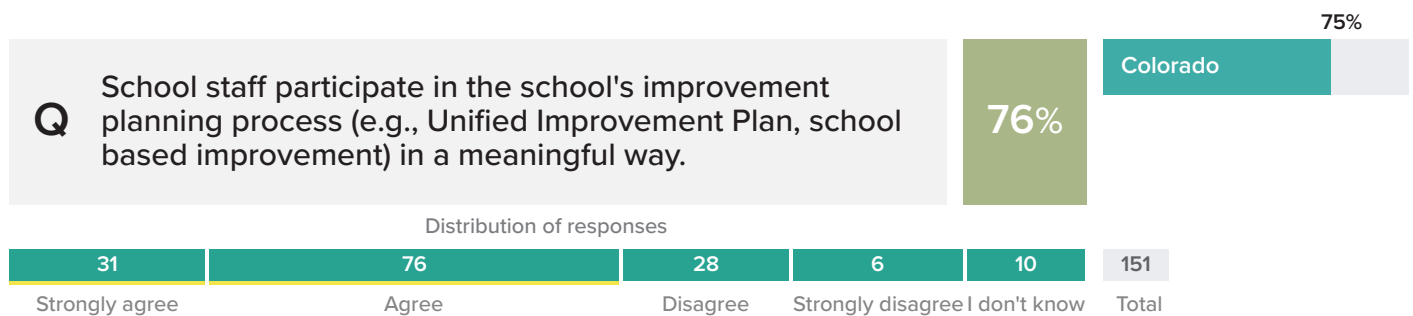 75%
Q
School staff participate in the school's improvement
planning process (e.g., Unified Improvement Plan, school
based improvement) in a meaningful way.
76%
Colorado
Distribution of responses
31 76 28 6 10 151
Strongly agree Agree Disagree Strongly disagree I don't know Total